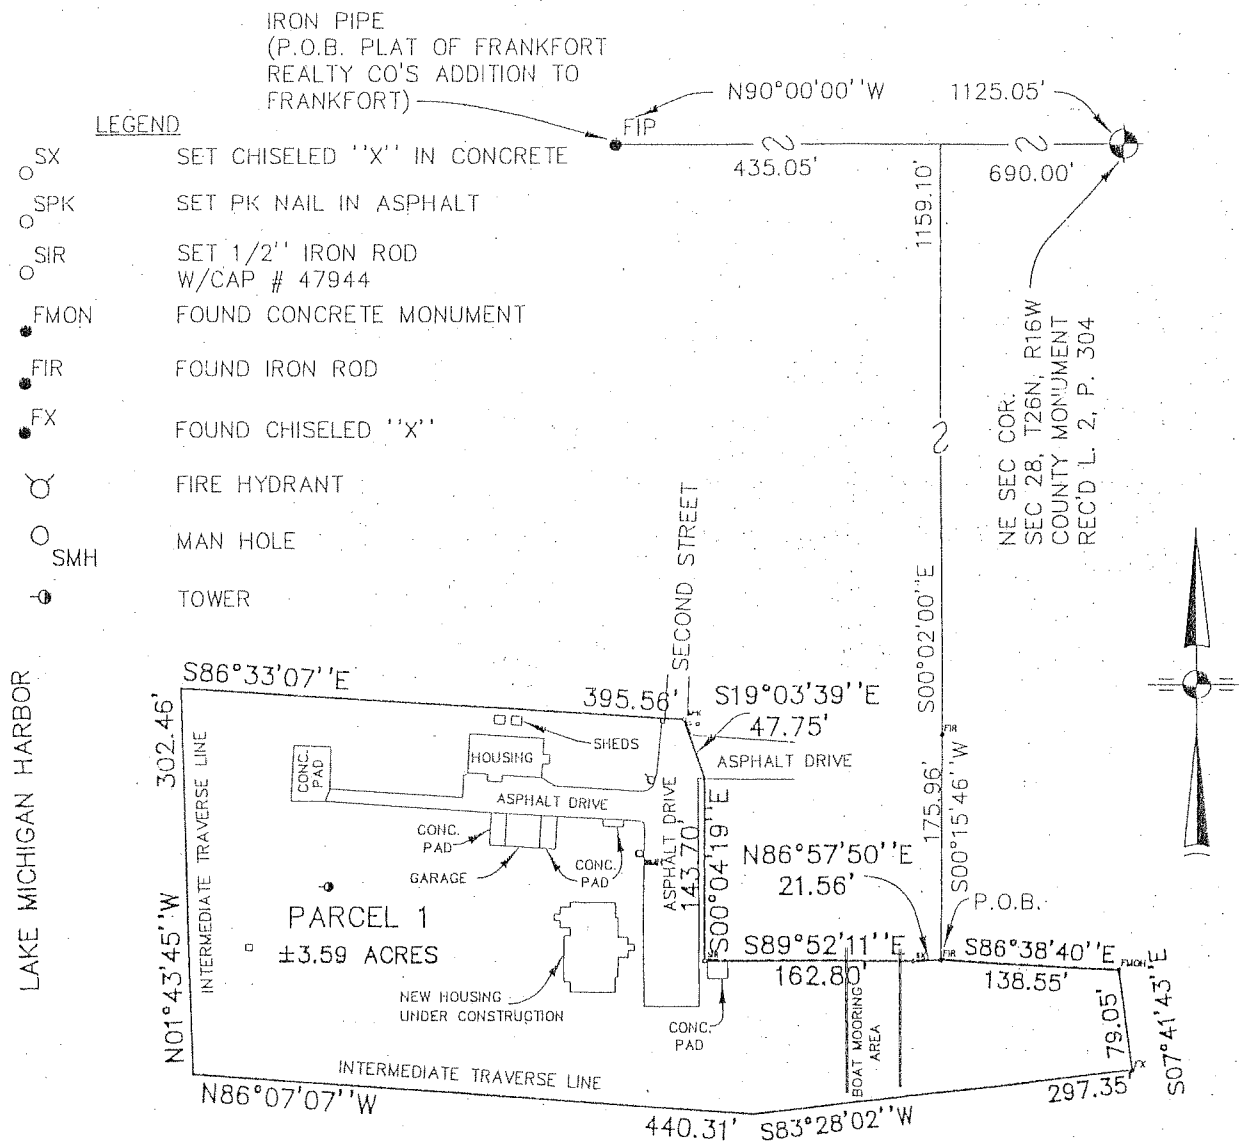 IRON PIPE
(P.O.B. PLAT OF FRANKFORT
REALTY CO'S ADDITION TO
FRANKFORT)
FIP
N90°00'00''W
1125.05'
435.05'
690.00'
1159.10'
NE SEC COR.
SEC 28, T26N, R16W
COUNTY MONUMENT
REC'D L. 2, P. 304
LEGEND
SX SET CHISELED ''X'' IN CONCRETE
SPK SET PK NAIL IN ASPHALT
SIR SET 1/2'' IRON ROD
W/CAP # 47944
FMON FOUND CONCRETE MONUMENT
FIR FOUND IRON ROD
FX FOUND CHISELED ''X''
FIRE HYDRANT
SMH MAN HOLE
TOWER
SECOND STREET
S00°02'00''E
FIR
175.96'
S00°15'46''W
LAKE MICHIGAN HARBOR
S86°33'07''E
395.56'
S19°03'39''E
47.75'
302.46'
INTERMEDIATE TRAVERSE LINE
N01°43'45''W
SHEDS
HOUSING
CONC.
PAD
ASPHALT DRIVE
ASPHALT DRIVE
ASPHALT DRIVE
143.70'
S00°04'19''E
CONC.
PAD
GARAGE
CONC.
PAD
N86°57'50''E
21.56'
P.O.B.
PARCEL 1
±3.59 ACRES
S89°52'11''E
162.80'
FIR
S86°38'40''E
138.55'
FMON
79.05'
S07°41'43''E
FX
NEW HOUSING
UNDER CONSTRUCTION
CONC.
PAD
BOAT MOORING
AREA
INTERMEDIATE TRAVERSE LINE
N86°07'07''W
440.31'
S83°28'02''W
297.35'